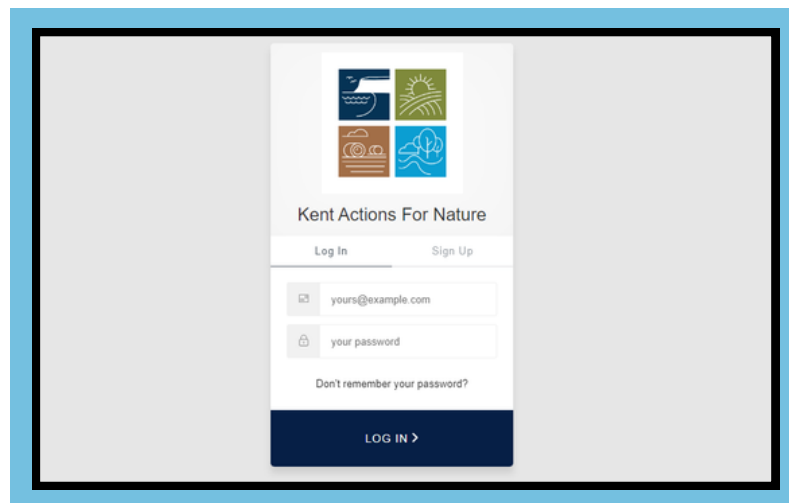 Kent Actions For Nature
Log In Sign Up
yours@example.com
your password
Don't remember your password?
LOG IN >